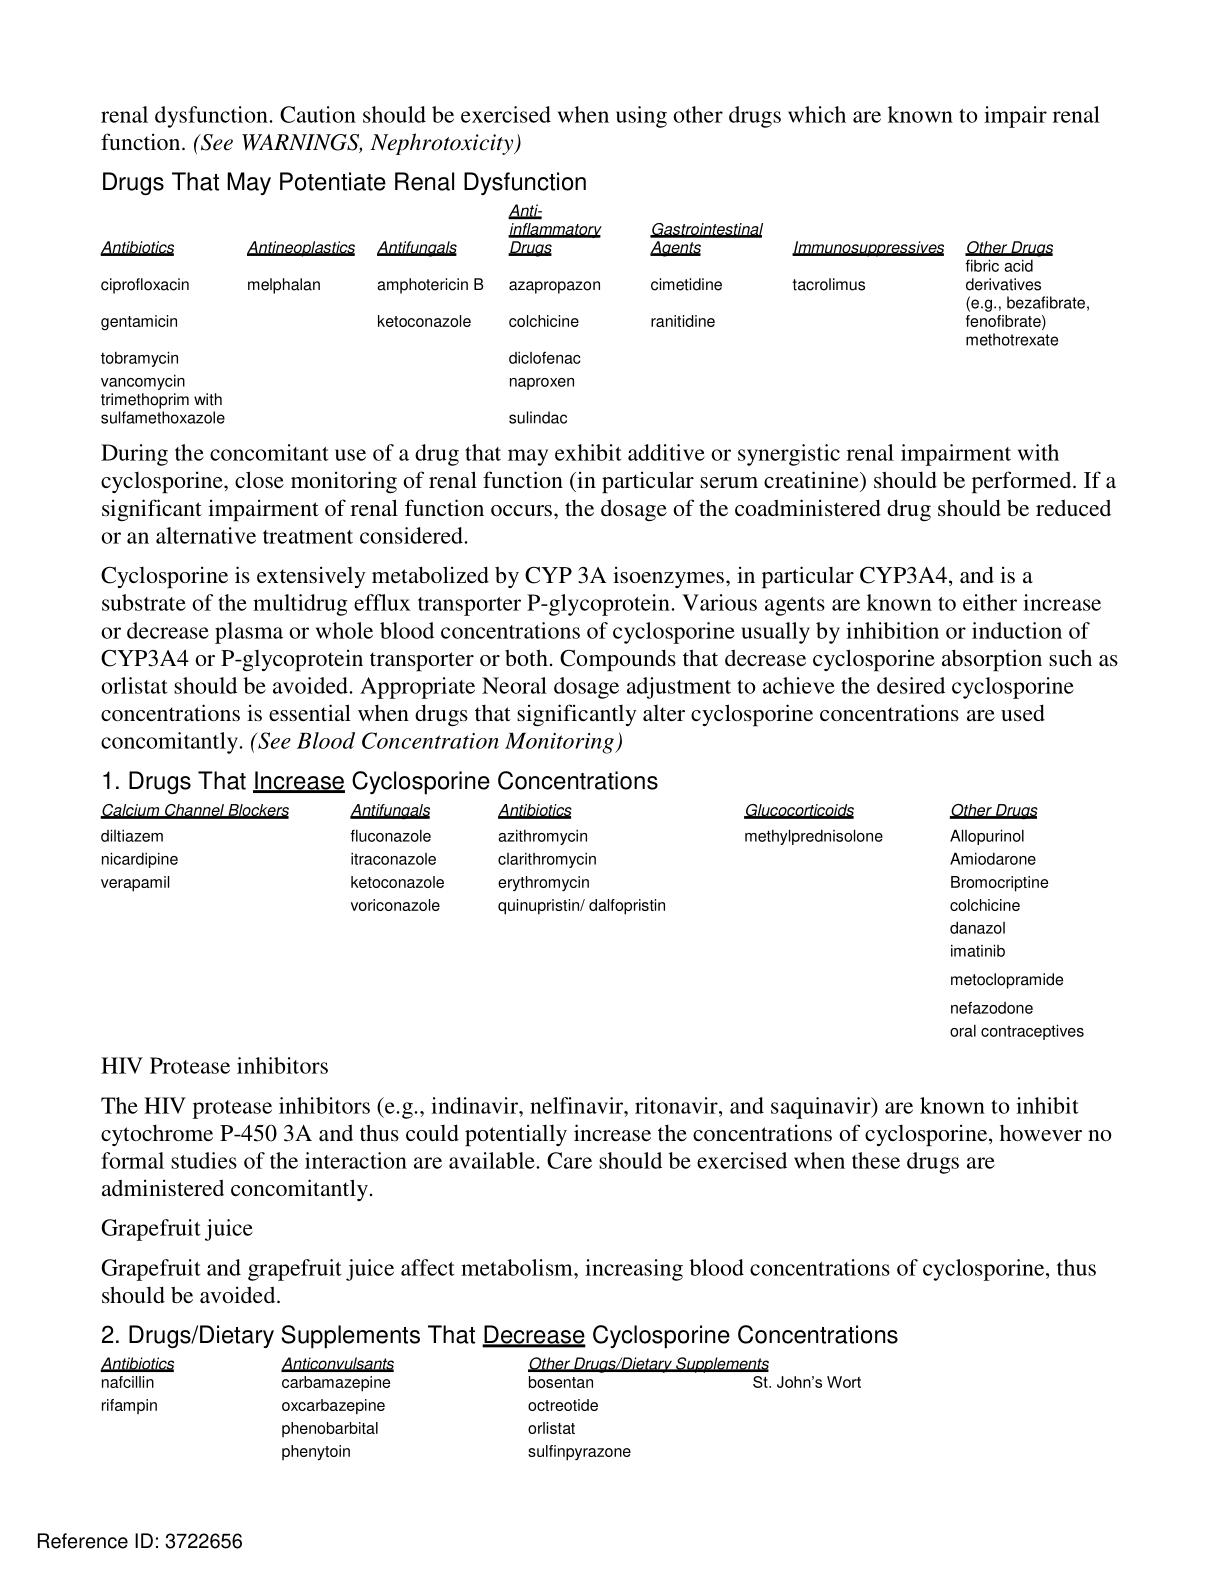 renal dysfunction. Caution should be exercised when using other drugs which are known to impair renal
function. (See WARNINGS, Nephrotoxicity)
Drugs That May Potentiate Renal Dysfunction
Anti-
inflammatory Gastrointestinal
Antibiotics Antineoplastics Antifungals Drugs Agents Immunosuppressives Other Drugs
fibric acid
ciprofloxacin melphalan amphotericin B azapropazon cimetidine tacrolimus derivatives
(e.g., bezafibrate,
gentamicin ketoconazole colchicine ranitidine fenofibrate)
methotrexate
tobramycin diclofenac
vancomycin naproxen
trimethoprim with
sulfamethoxazole sulindac
During the concomitant use of a drug that may exhibit additive or synergistic renal impairment with
cyclosporine, close monitoring of renal function (in particular serum creatinine) should be performed. If a
significant impairment of renal function occurs, the dosage of the coadministered drug should be reduced
or an alternative treatment considered.
Cyclosporine is extensively metabolized by CYP 3A isoenzymes, in particular CYP3A4, and is a
substrate of the multidrug efflux transporter P-glycoprotein. Various agents are known to either increase
or decrease plasma or whole blood concentrations of cyclosporine usually by inhibition or induction of
CYP3A4 or P-glycoprotein transporter or both. Compounds that decrease cyclosporine absorption such as
orlistat should be avoided. Appropriate Neoral dosage adjustment to achieve the desired cyclosporine
concentrations is essential when drugs that significantly alter cyclosporine concentrations are used
concomitantly. (See Blood Concentration Monitoring)
1. Drugs That Increase Cyclosporine Concentrations
Calcium Channel Blockers Antifungals Antibiotics Glucocorticoids Other Drugs
diltiazem fluconazole azithromycin methylprednisolone Allopurinol
nicardipine itraconazole clarithromycin Amiodarone
verapamil ketoconazole erythromycin Bromocriptine
voriconazole quinupristin/ dalfopristin colchicine
danazol
imatinib
metoclopramide
nefazodone
oral contraceptives
HIV Protease inhibitors
The HIV protease inhibitors (e.g., indinavir, nelfinavir, ritonavir, and saquinavir) are known to inhibit
cytochrome P-450 3A and thus could potentially increase the concentrations of cyclosporine, however no
formal studies of the interaction are available. Care should be exercised when these drugs are
administered concomitantly.
Grapefruit juice
Grapefruit and grapefruit juice affect metabolism, increasing blood concentrations of cyclosporine, thus
should be avoided.
2. Drugs/Dietary Supplements That Decrease Cyclosporine Concentrations
Antibiotics Anticonvulsants Other Drugs/Dietary Supplements
nafcillin carbamazepine bosentan St. John's Wort
rifampin oxcarbazepine octreotide
phenobarbital orlistat
phenytoin sulfinpyrazone
Reference ID: 3722656